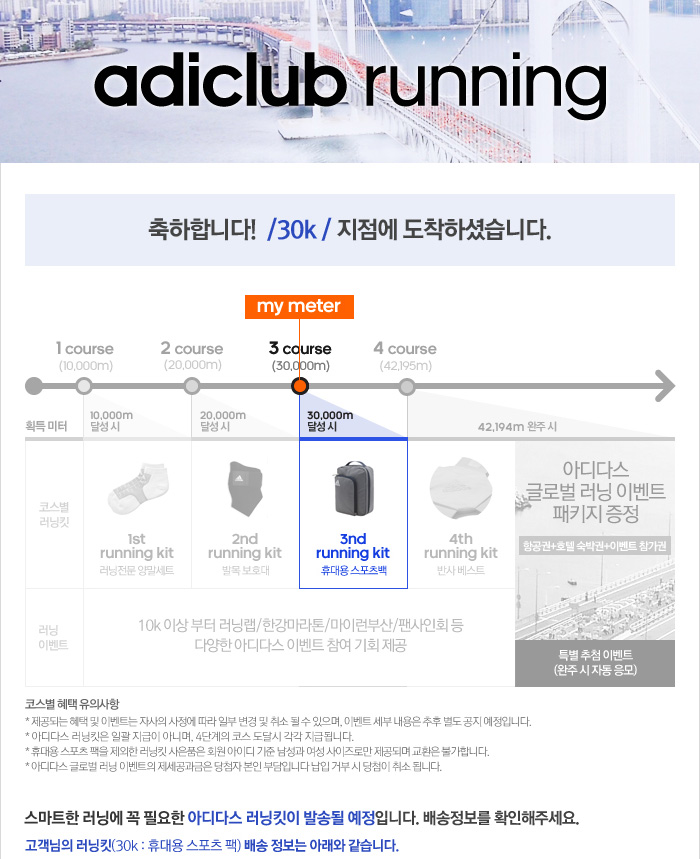 adiclub running
축하합니다! /30k / 지점에 도착하셨습니다.
my meter
1 course
(10,000m)
2 course
(20,000m)
3 course
(30,000m)
4 course
(42,195m)
획득 미터
10,000m
달성 시
20,000m
달성 시
30,000m
달성 시
42,194m 완주 시
코스별
러닝킷
1st
running kit
러닝전문 양말세트
2nd
running kit
발목 보호대
3nd
running kit
휴대용 스포츠백
4th
running kit
반사 베스트
아디다스
글로벌 러닝 이벤트
패키지 증정
항공권+호텔 숙박권+이벤트 참가권
특별 추첨 이벤트
(완주 시 자동 응모)
러닝
이벤트
10k 이상 부터 러닝랩/한강마라톤/마이런부산/팬사인회 등
다양한 아디다스 이벤트 참여 기회 제공
코스별 혜택 유의사항
* 제공되는 혜택 및 이벤트는 자사의 사정에 따라 일부 변경 및 취소 될 수 있으며, 이벤트 세부 내용은 추후 별도 공지 예정입니다.
* 아디다스 러닝킷은 일괄 지급이 아니며, 4단계의 코스 도달시 각각 지급됩니다.
* 휴대용 스포츠 팩을 제외한 러닝킷 사은품은 회원 아이디 기준 남성과 여성 사이즈로만 제공되며 교환은 불가합니다.
* 아디다스 글로벌 러닝 이벤트의 제세공과금은 당첨자 본인 부담입니다 납입 거부 시 당첨이 취소 됩니다.
스마트한 러닝에 꼭 필요한 아디다스 러닝킷이 발송될 예정입니다. 배송정보를 확인해주세요.
고객님의 러닝킷(30k : 휴대용 스포츠 팩) 배송 정보는 아래와 같습니다.